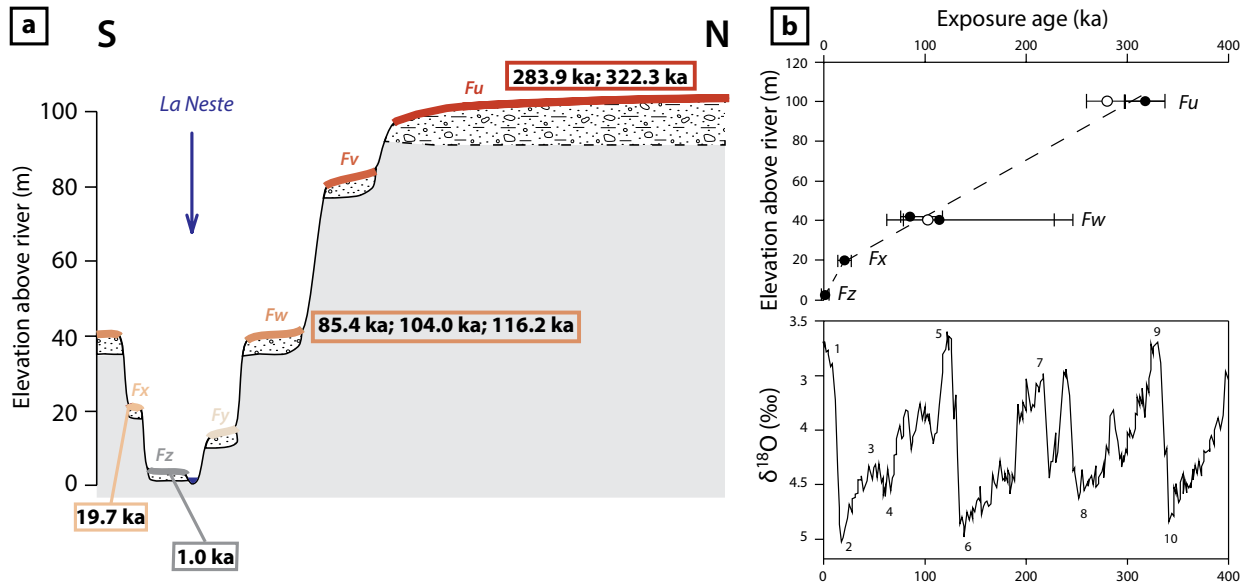 a
S
N
La Neste
Elevation above river (m)
100
80
60
40
20
0
Fu
283.9 ka; 322.3 ka
Fv
Fw
85.4 ka; 104.0 ka; 116.2 ka
Fx
Fy
Fz
19.7 ka
1.0 ka
b
Exposure age (ka)
0 100 200 300 400
Elevation above river (m)
120
100
80
60
40
20
0
Fu
Fw
Fx
Fz
δ18O (‰)
3.5
3
4
4.5
5
1
2
3
4
5
6
7
8
9
10
0 100 200 300 400